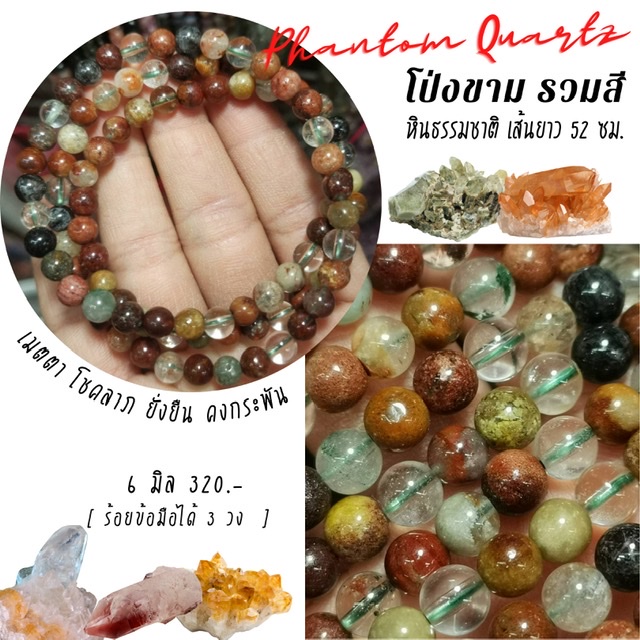 Phantom Quartz
โป่งขาม รวมสี
หินธรรมชาติ เส้นยาว 52 ซม.
เมตตา โชคลาภ ยั่งยืน คงกระพัน
6 มิล 320.-
[ ร้อยข้อมือได้ 3 วง ]